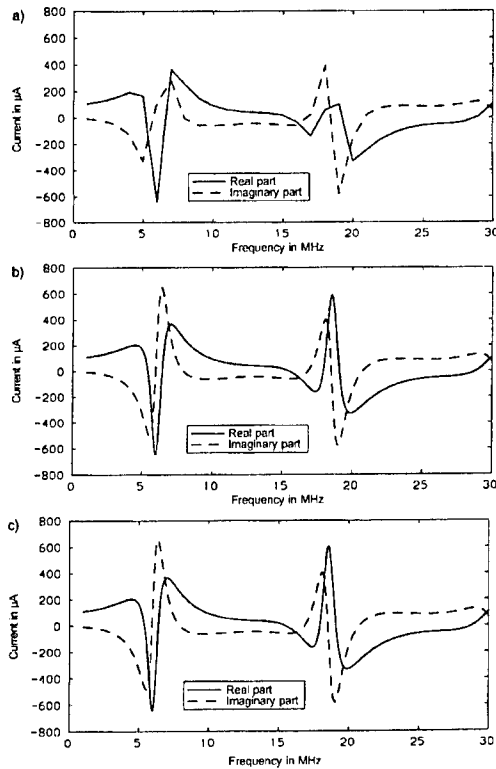 a)
800
600
400
200
0
-200
-400
-600
-800
Current in µA
Real part
Imaginary part
0 5 10 15 20 25 30
Frequency in MHz
b)
800
600
400
200
0
-200
-400
-600
-800
Current in µA
Real part
Imaginary part
0 5 10 15 20 25 30
Frequency in MHz
c)
800
600
400
200
0
-200
-400
-600
-800
Current in µA
Real part
Imaginary part
0 5 10 15 20 25 30
Frequency in MHz